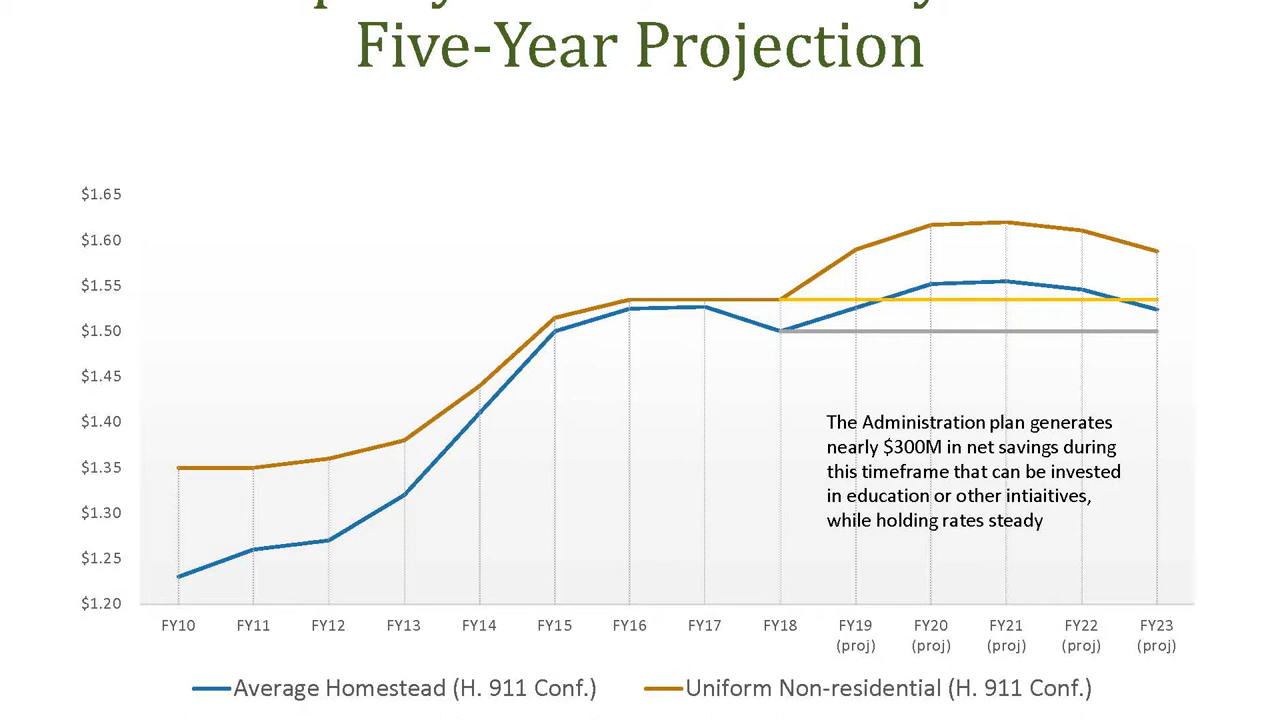 Five-Year Projection
$1.65
$1.60
$1.55
$1.50
$1.45
$1.40
$1.35
$1.30
$1.25
$1.20
The Administration plan generates
nearly $300M in net savings during
this timeframe that can be invested
in education or other intiaitives,
while holding rates steady
FY10 FY11 FY12 FY13 FY14 FY15 FY16 FY17 FY18 FY19 FY20 FY21 FY22 FY23
(proj) (proj) (proj) (proj) (proj)
Average Homestead (H. 911 Conf.) Uniform Non-residential (H. 911 Conf.)